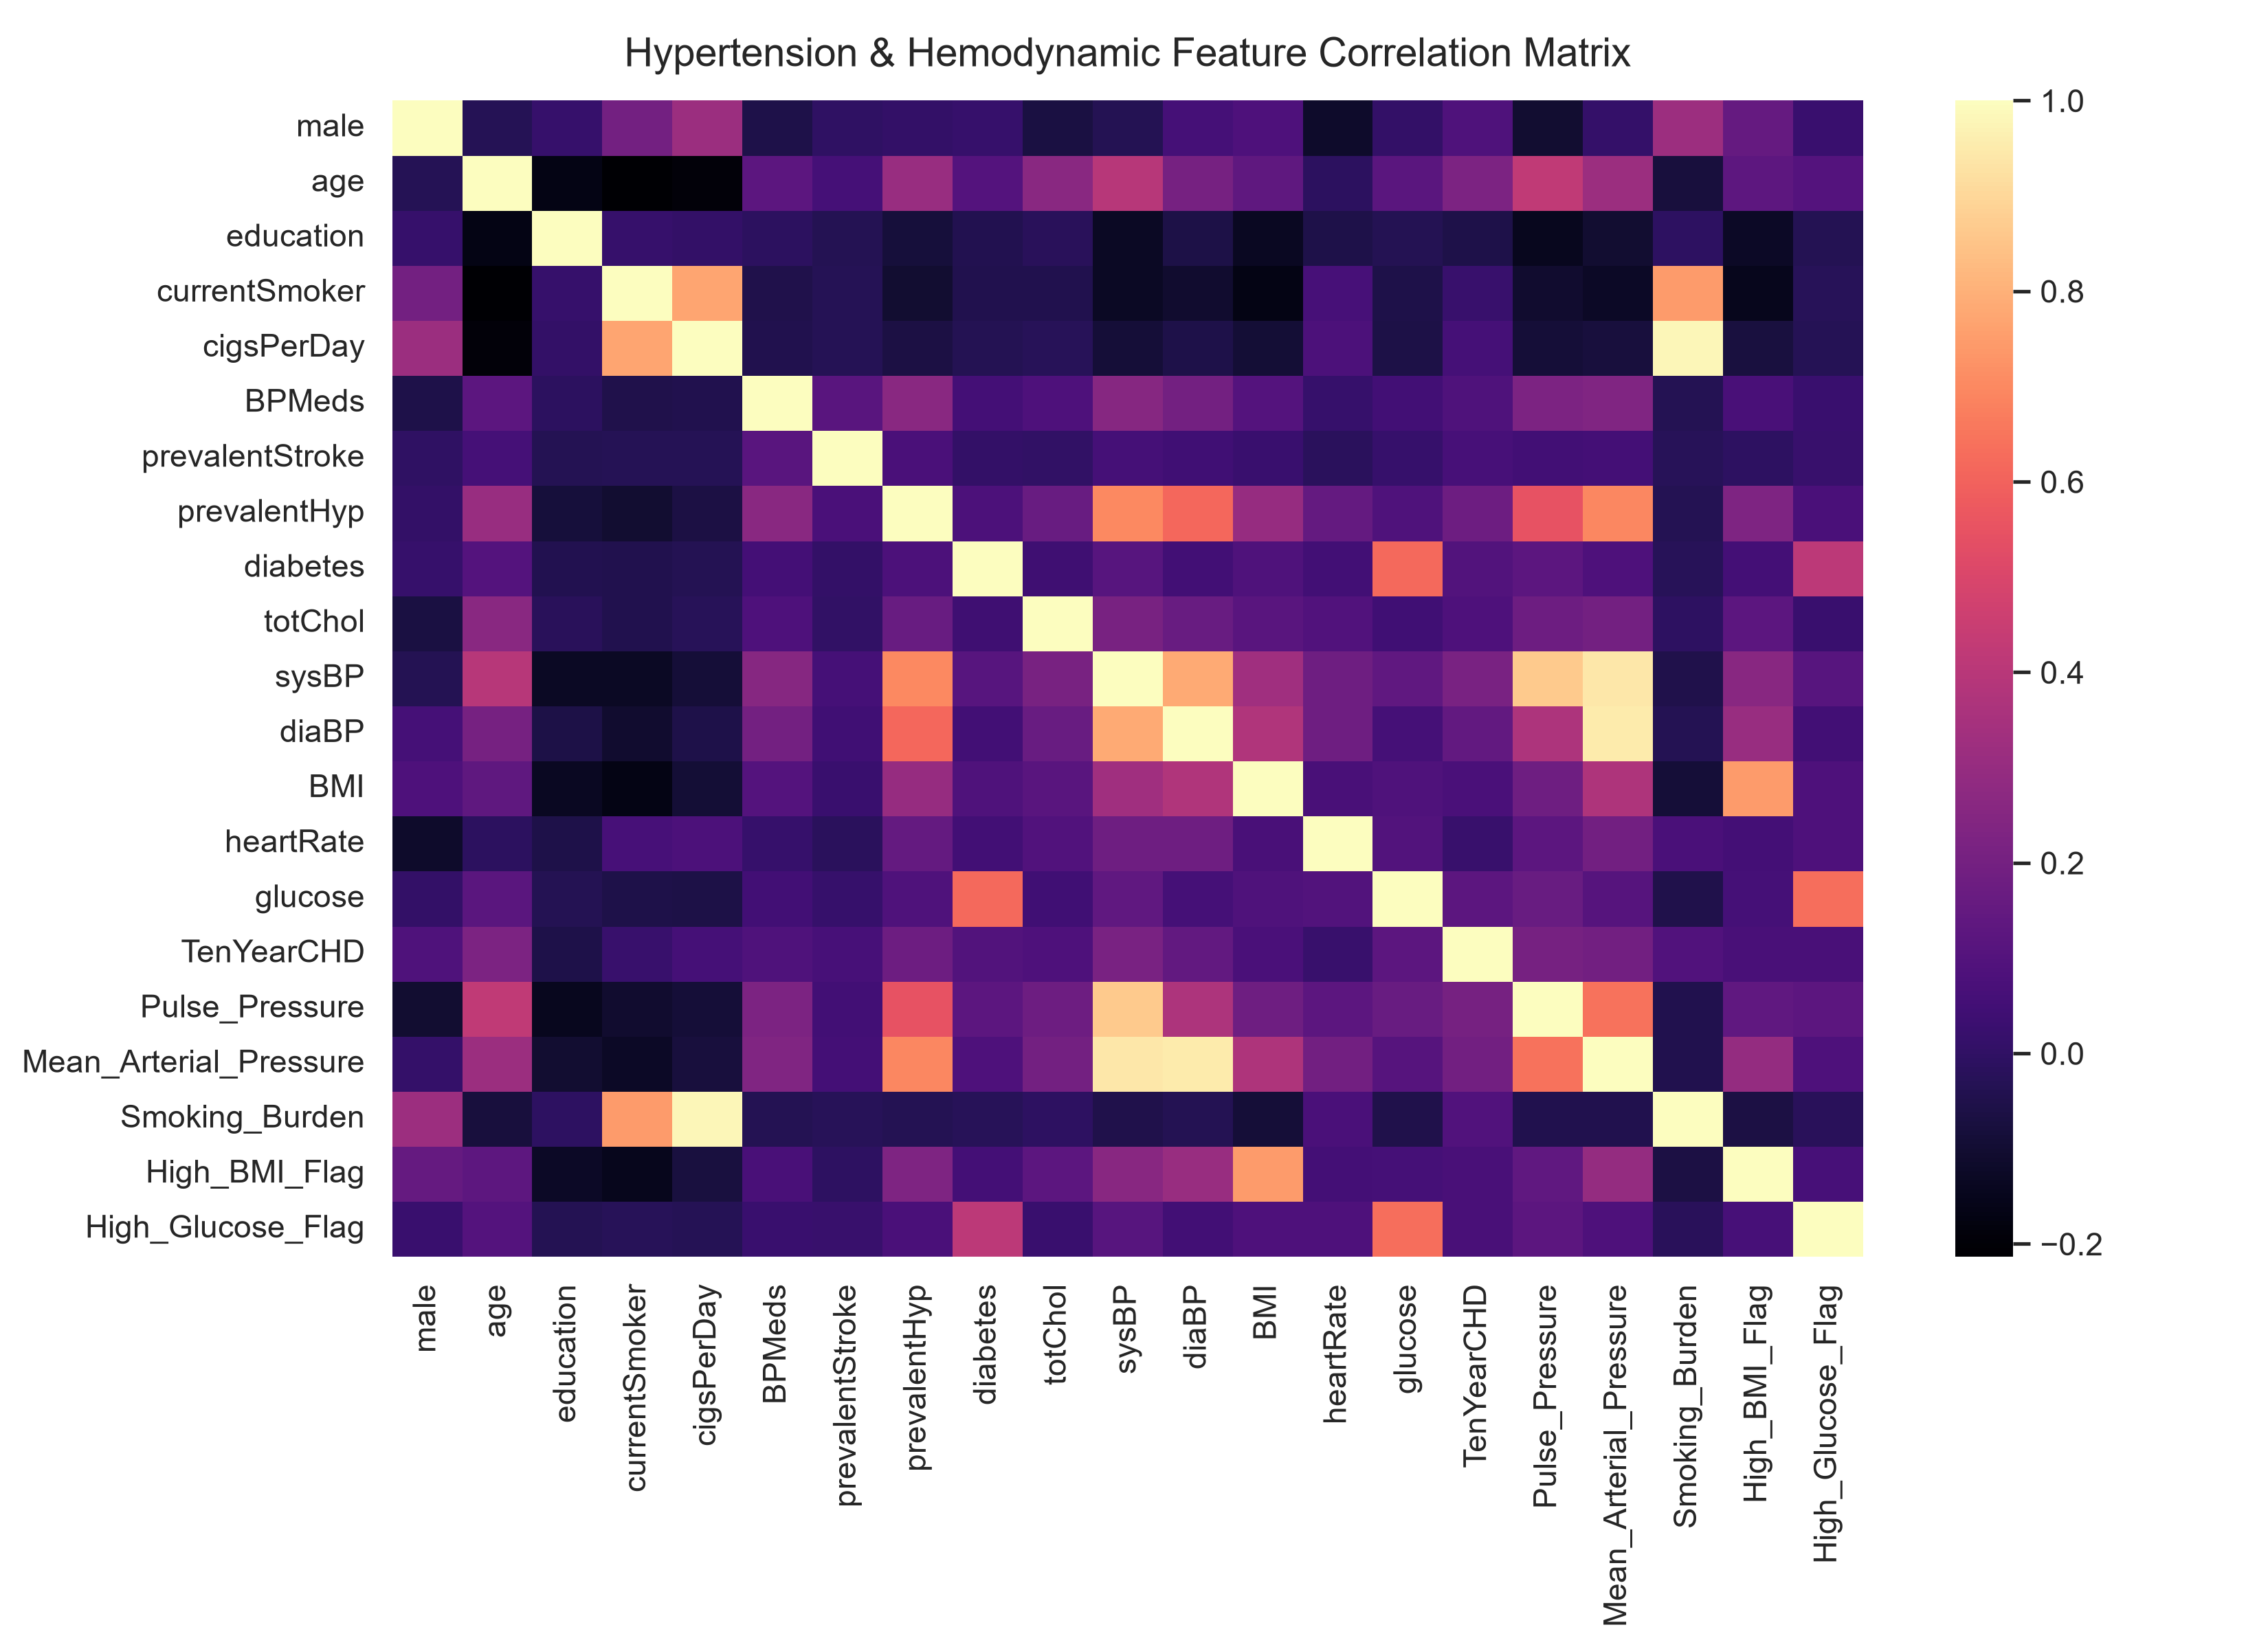 Hypertension & Hemodynamic Feature Correlation Matrix
male
age
education
currentSmoker
cigsPerDay
BPMeds
prevalentStroke
prevalentHyp
diabetes
totChol
sysBP
diaBP
BMI
heartRate
glucose
TenYearCHD
Pulse_Pressure
Mean_Arterial_Pressure
Smoking_Burden
High_BMI_Flag
High_Glucose_Flag
male
age
education
currentSmoker
cigsPerDay
BPMeds
prevalentStroke
prevalentHyp
diabetes
totChol
sysBP
diaBP
BMI
heartRate
glucose
TenYearCHD
Pulse_Pressure
Mean_Arterial_Pressure
Smoking_Burden
High_BMI_Flag
High_Glucose_Flag
1.0
0.8
0.6
0.4
0.2
0.0
−0.2